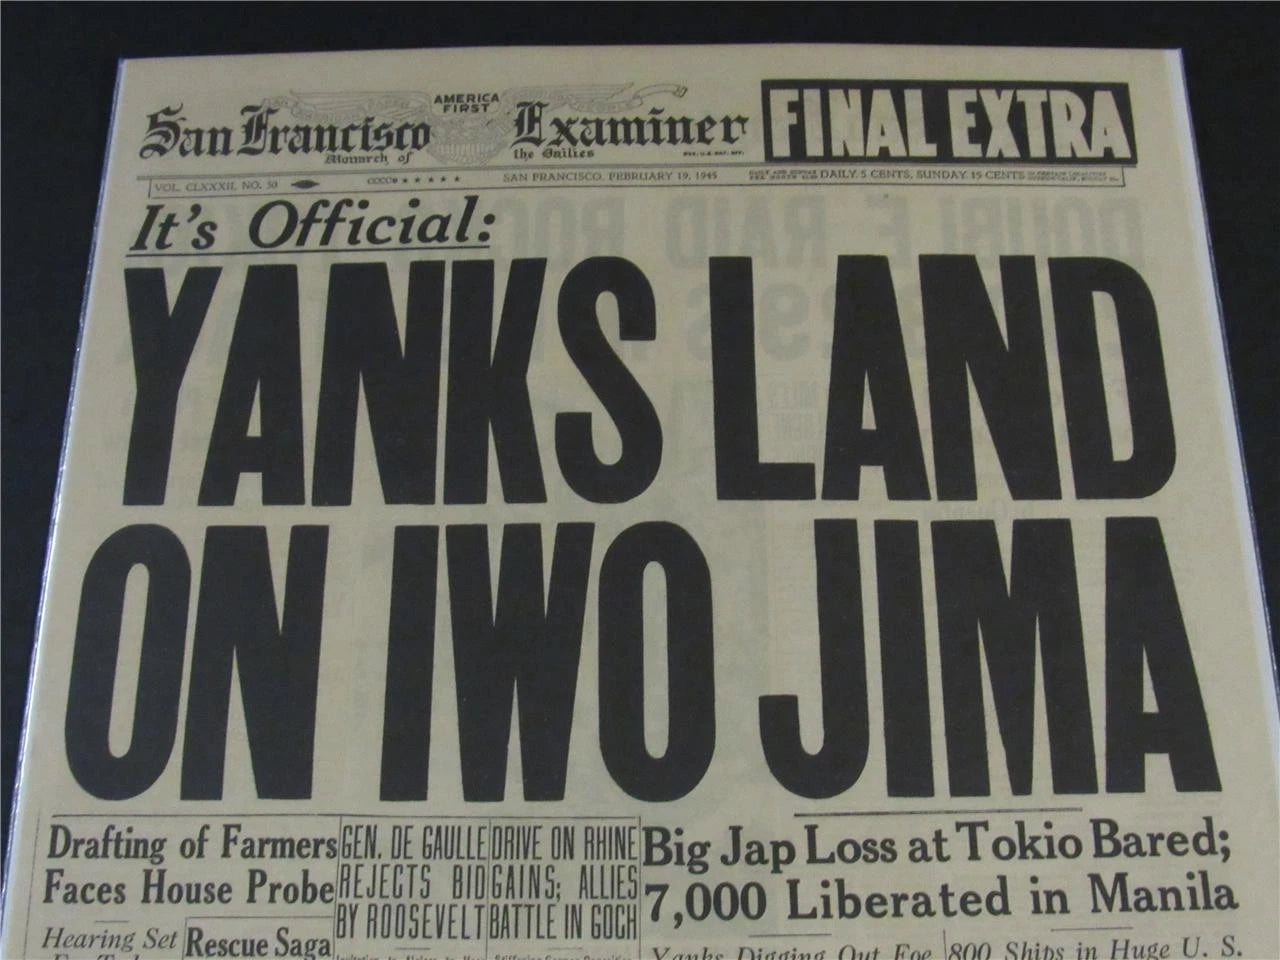 San Francisco
AMERICA
FIRST
Examiner
Monarch of
the Dailies
FINAL EXTRA
VOL. CLXXXII, NO. 50
SAN FRANCISCO, FEBRUARY 19, 1945
DAILY, 5 CENTS, SUNDAY, 15 CENTS
It's Official:
YANKS LAND
ON IWO JIMA
Drafting of Farmers
Faces House Probe
Hearing Set
Rescue Saga
GEN. DE GAULLE
REJECTS BID
BY ROOSEVELT
DRIVE ON RHINE
GAINS; ALLIES
BATTLE IN GOCH
Big Jap Loss at Tokio Bared;
7,000 Liberated in Manila
Yanks Digging Out Foe
800 Ships in Huge U. S.